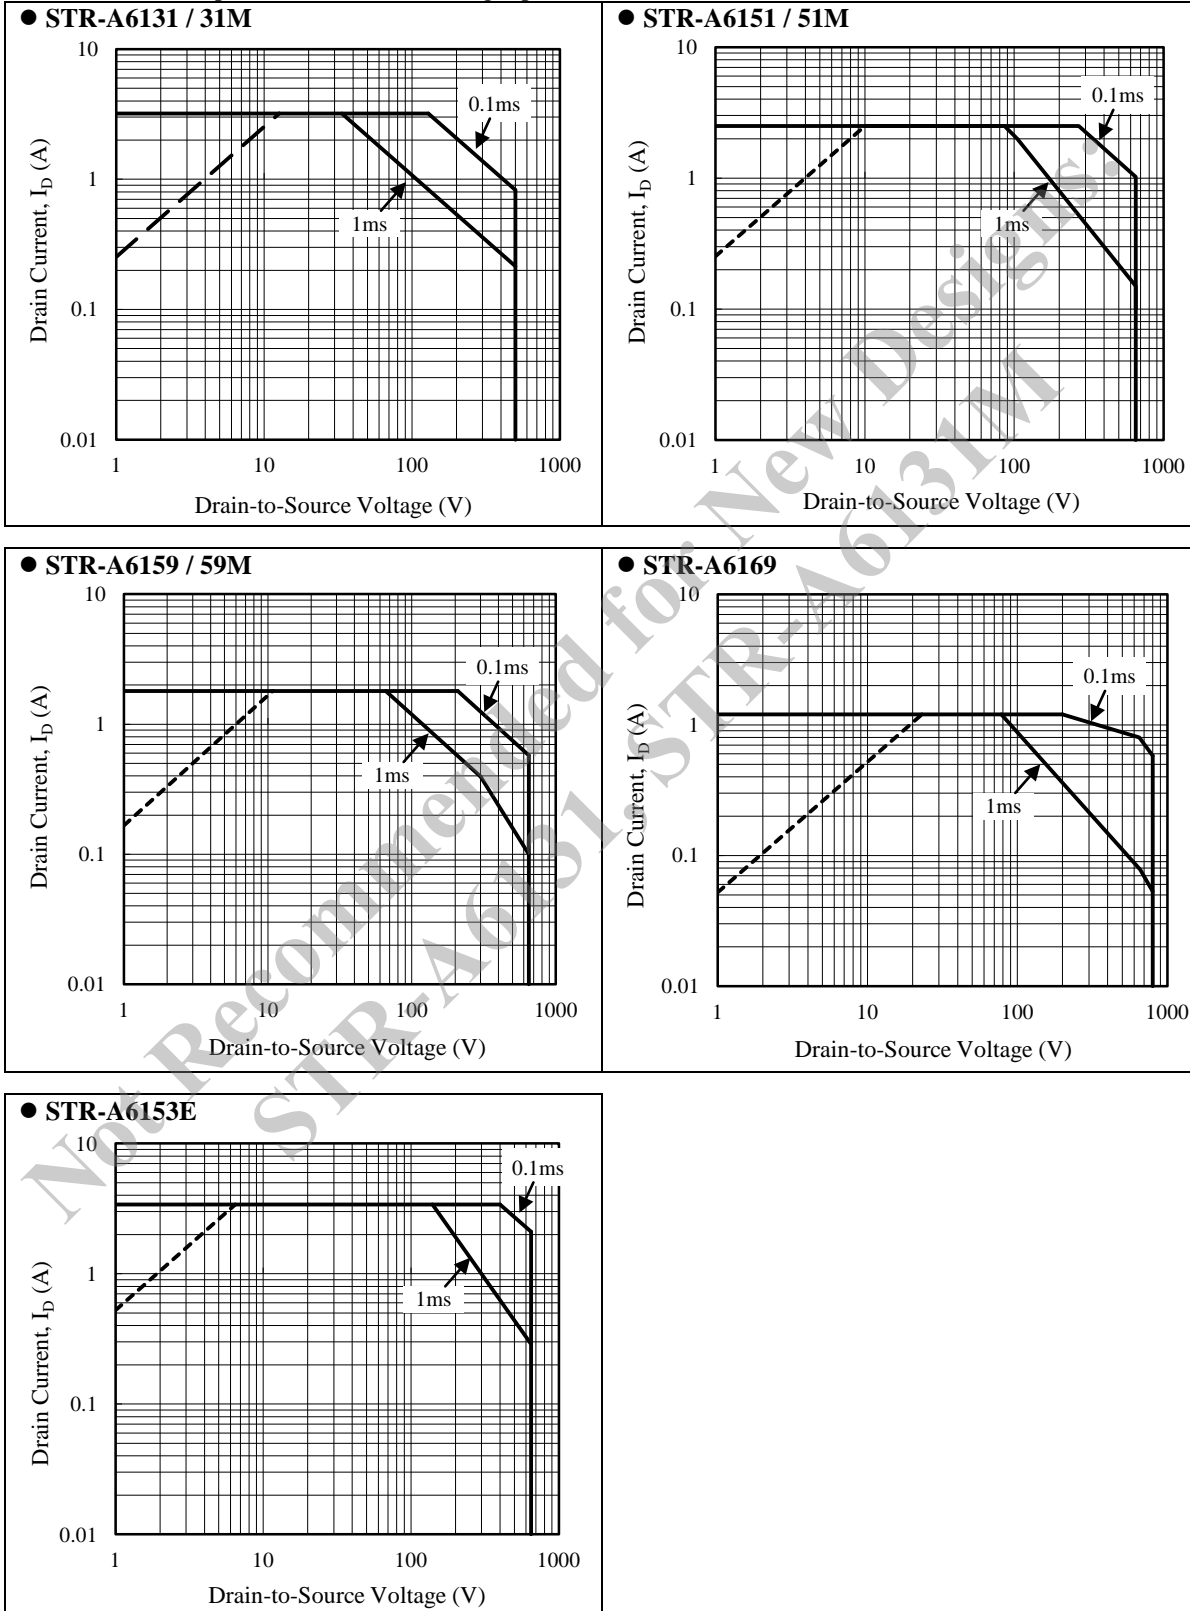 ● STR-A6131 / 31M
10
1
0.1
0.01
Drain Current, I_D (A)
0.1ms
1ms
1 10 100 1000
Drain-to-Source Voltage (V)
● STR-A6151 / 51M
10
1
0.1
0.01
Drain Current, I_D (A)
0.1ms
1ms
1 10 100 1000
Drain-to-Source Voltage (V)
● STR-A6159 / 59M
10
1
0.1
0.01
Drain Current, I_D (A)
0.1ms
1ms
1 10 100 1000
Drain-to-Source Voltage (V)
● STR-A6169
10
1
0.1
0.01
Drain Current, I_D (A)
0.1ms
1ms
1 10 100 1000
Drain-to-Source Voltage (V)
● STR-A6153E
10
1
0.1
0.01
Drain Current, I_D (A)
0.1ms
1ms
1 10 100 1000
Drain-to-Source Voltage (V)
Not Recommended for New Designs:
STR-A6131, STR-A6131M